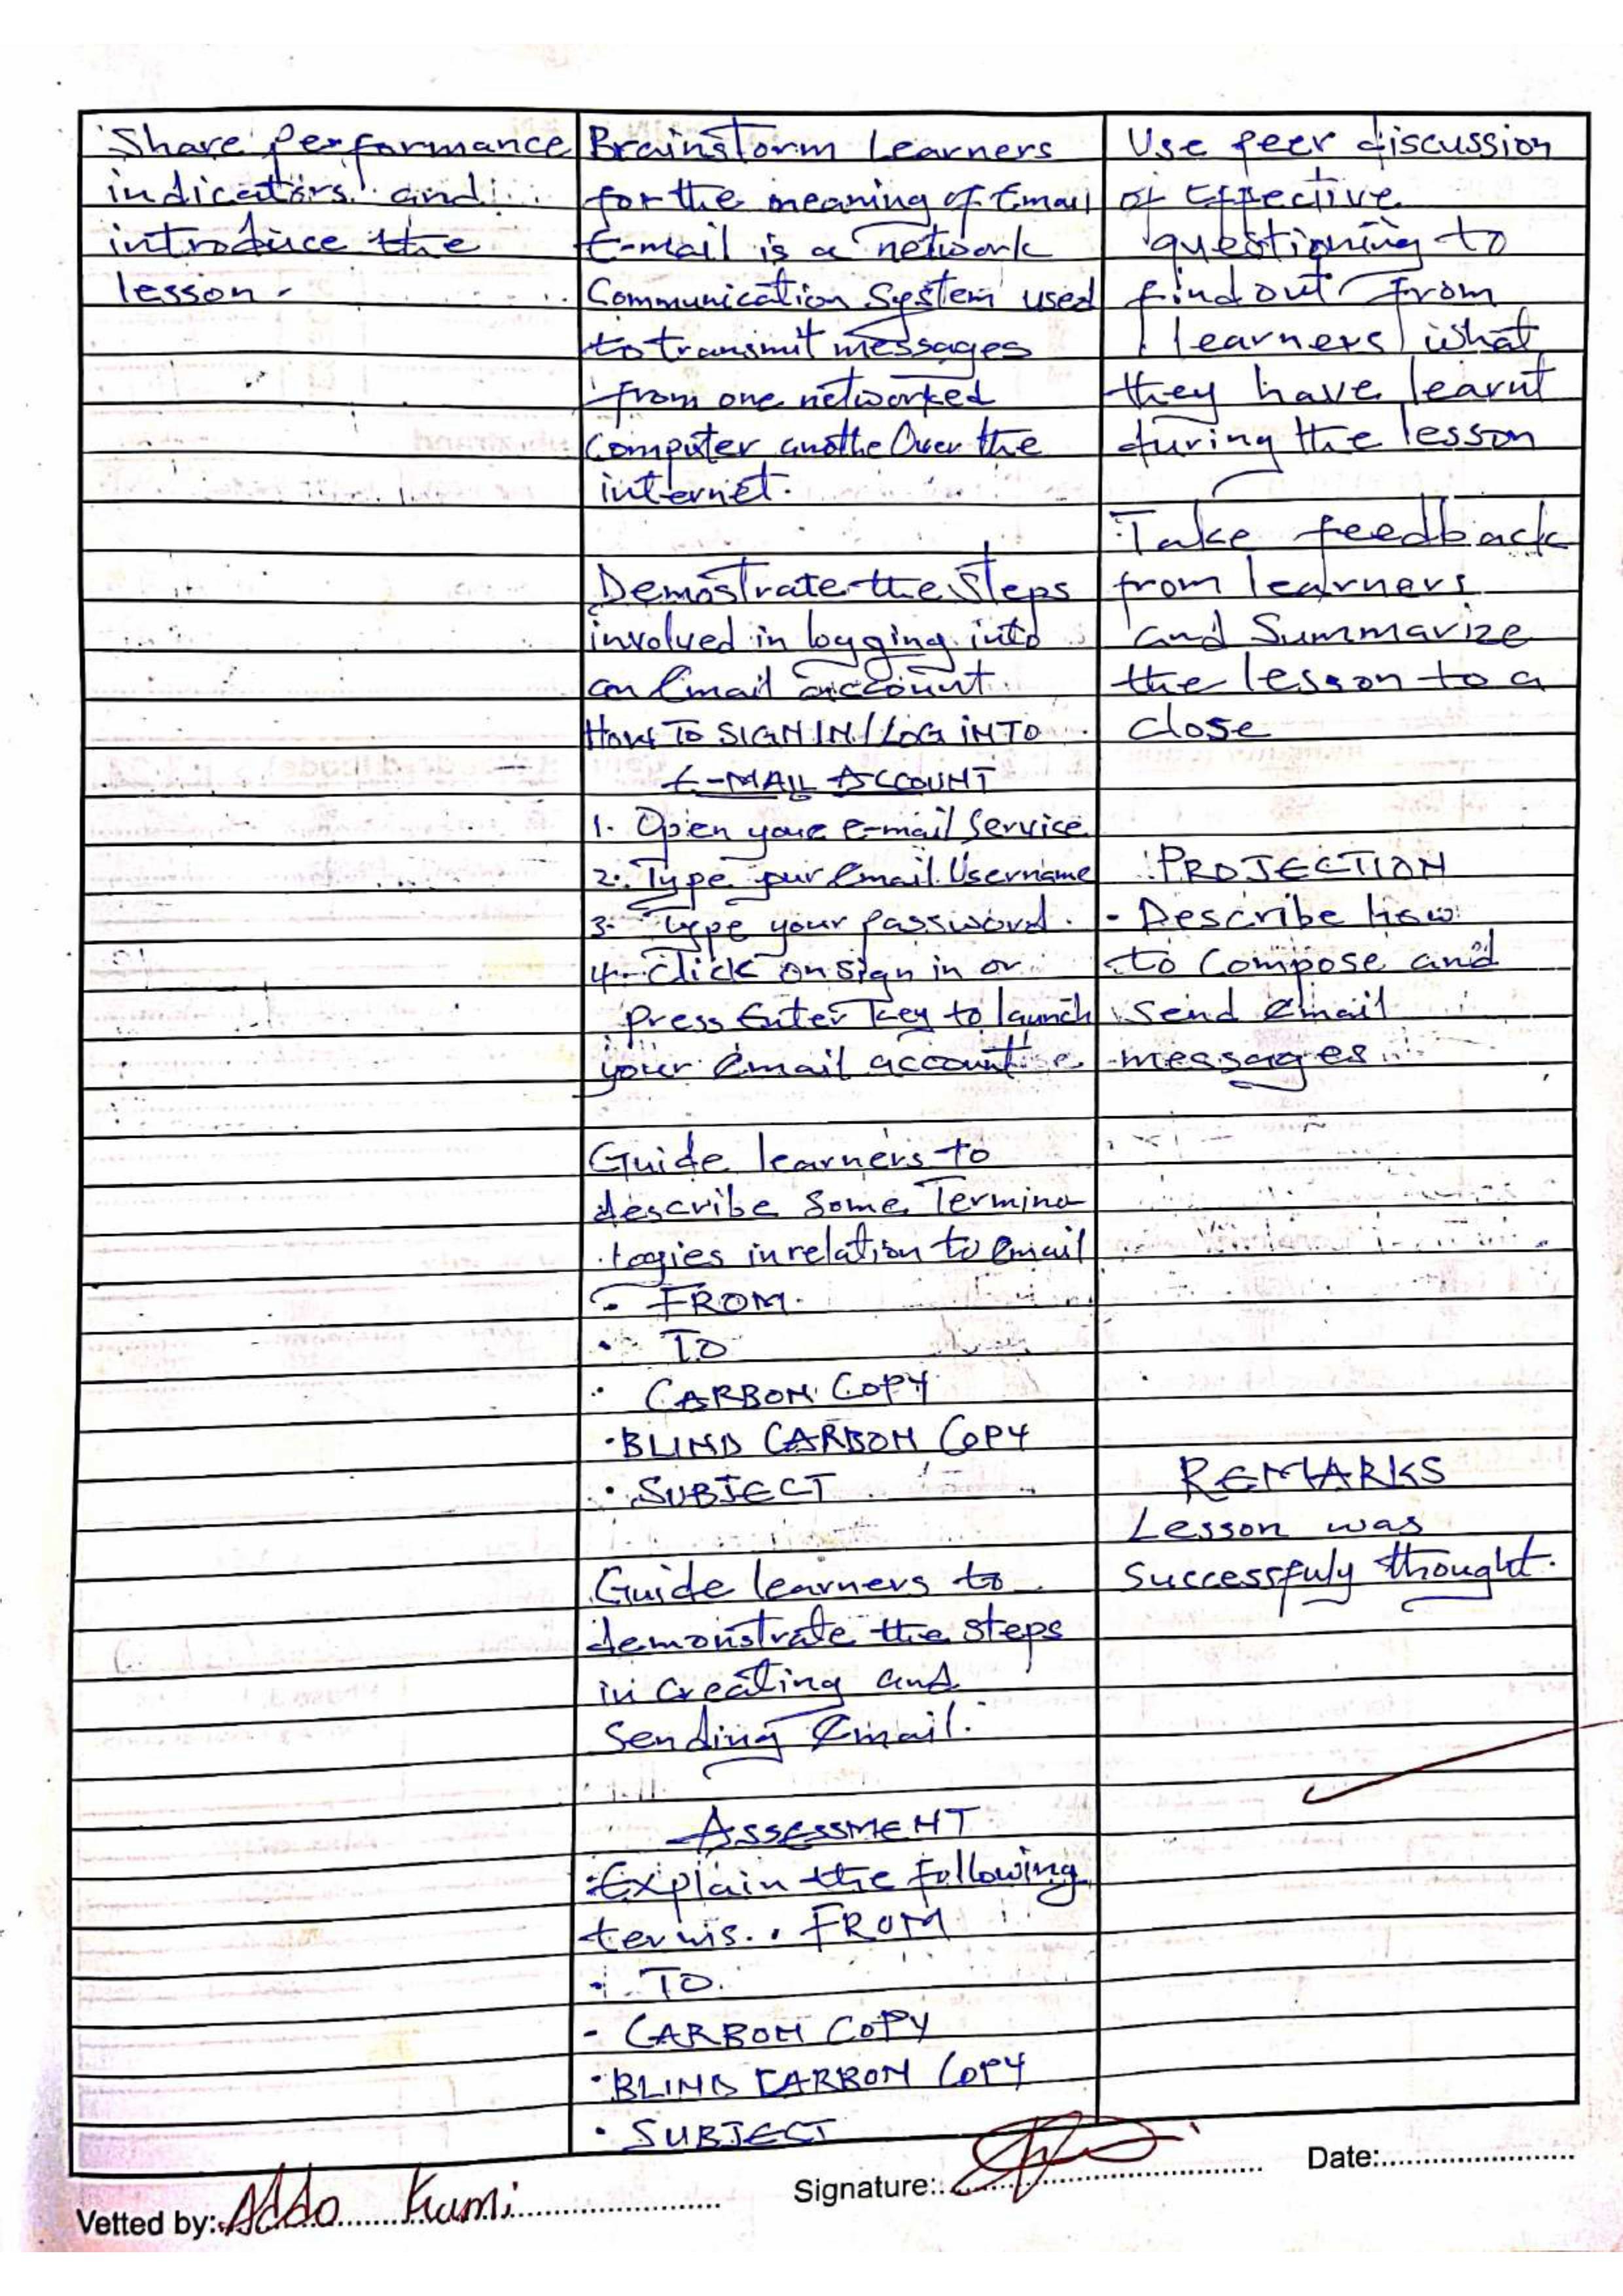 Share performance
indicators and
introduce the
lesson.
Brainstorm Learners
for the meaning of Email
E-mail is a network
Communication System used
to transmit messages
from one networked
Computer anothe Over the
internet.
Demostrate the Steps
involved in logging into
an Email account.
HOW TO SIGN IN/LOG INTO
E-MAIL ACCOUNT
1. Open your e-mail Service
2. Type your Email Username
3. Type your Password.
4. Click on Sign in or
Press Enter Key to launch
your Email account.
Guide learners to
describe Some Termino
logies in relation to Email
- FROM.
• TO
• CARBON COPY
• BLIND CARBON COPY
• SUBJECT
Guide learners to
demonstrate the steps
in creating and
Sending Email.
ASSESSMENT
Explain the following
terms. • FROM
• TO.
- CARBON COPY
• BLIND CARBON COPY
• SUBJECT
Use peer discussion
of Effective
questioning to
find out from
learners what
they have learnt
during the lesson
Take feedback
from learners
and Summarize
the lesson to a
close
PROJECTION
- Describe how
to Compose and
Send Email
messages
REMARKS
Lesson was
Successfuly thought.
Vetted by: Addo Kumi
Signature:
Date: